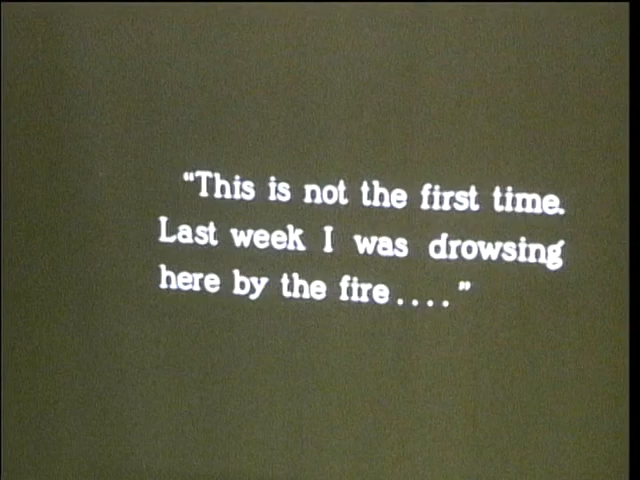 “This is not the first time.
Last week I was drowsing
here by the fire....”